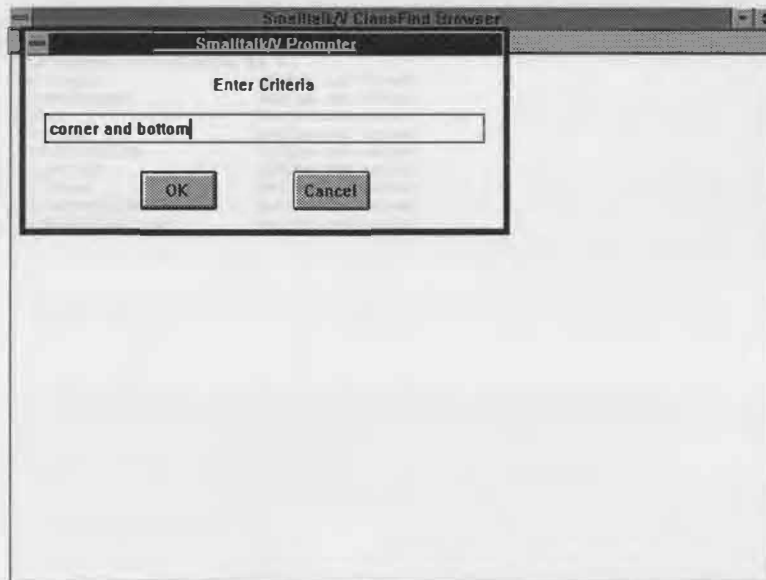 Smalltalk/V ClassFind Browser
Smalltalk/V Prompter
Enter Criteria
corner and bottom
OK
Cancel